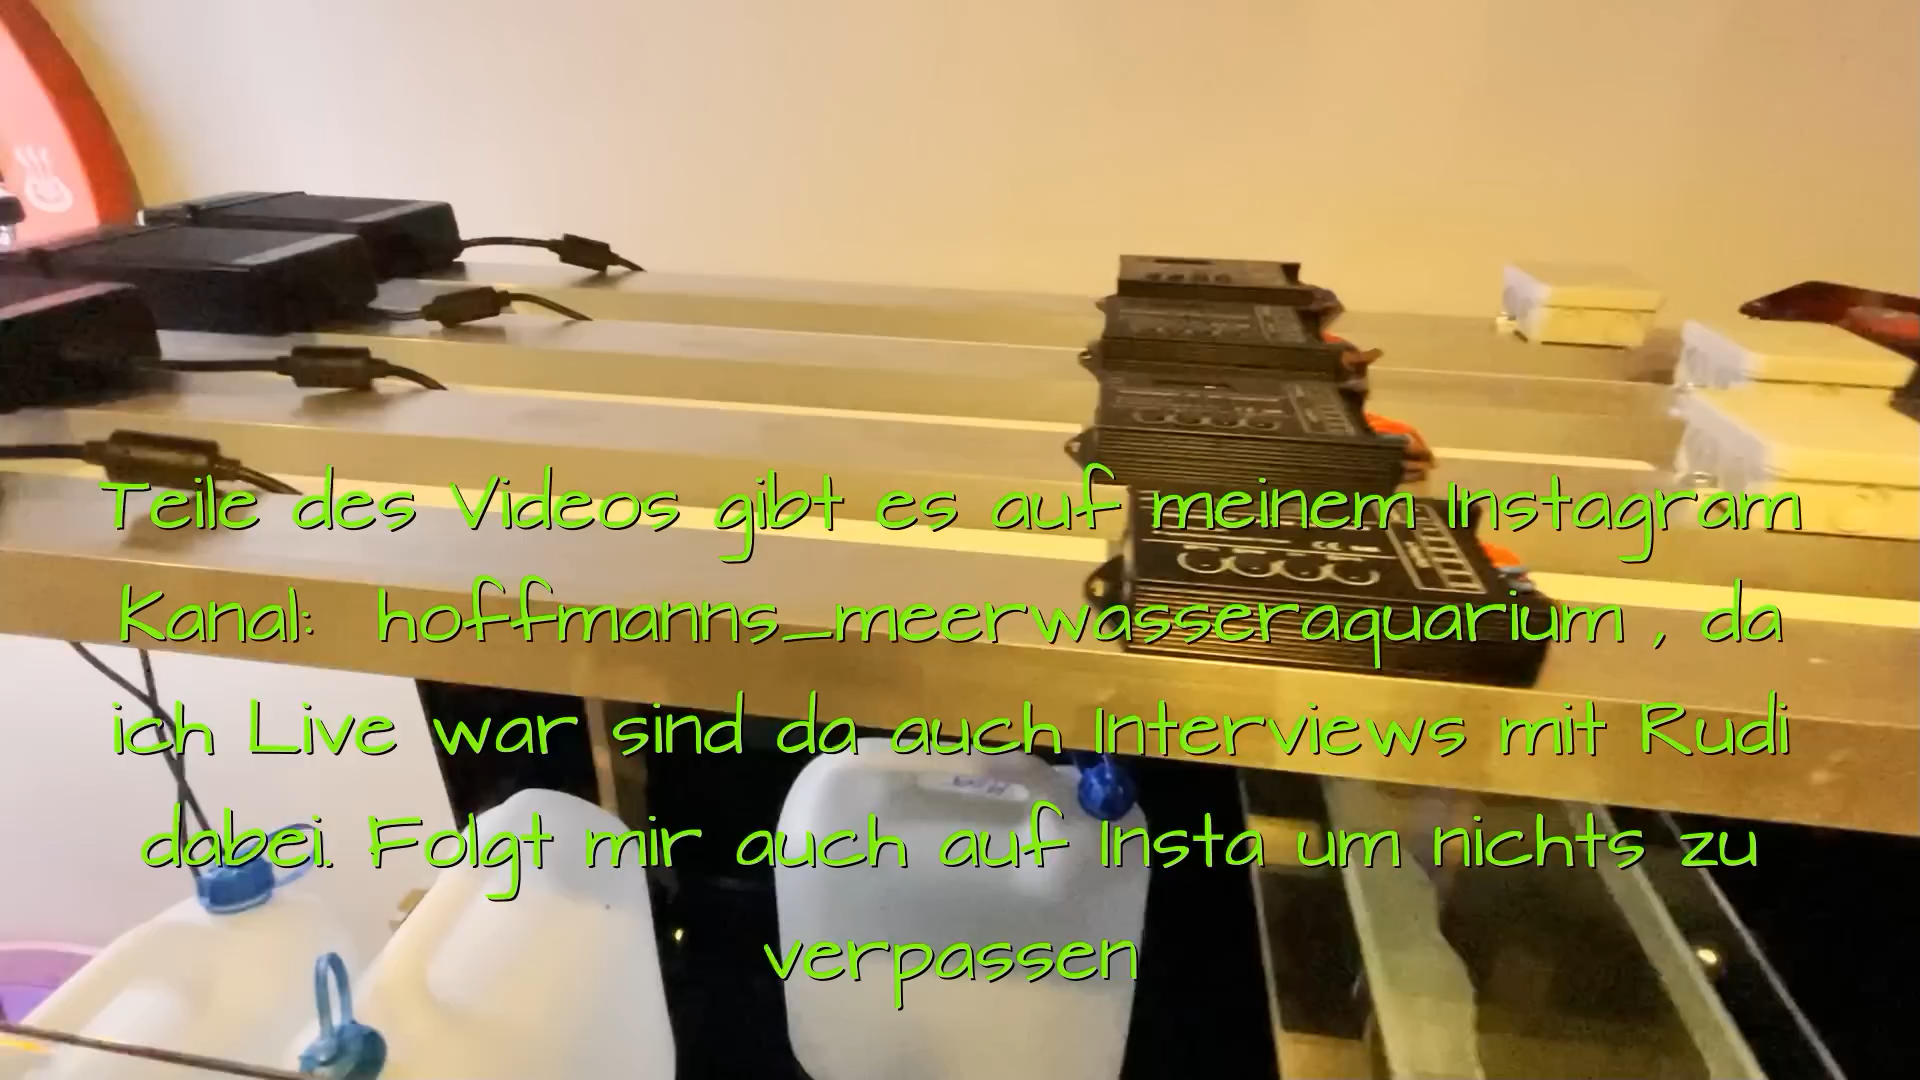 Teile des Videos gibt es auf meinem Instagram
Kanal: hoffmanns_meerwasseraquarium , da
ich Live war sind da auch Interviews mit Rudi
dabei. Folgt mir auch auf Insta um nichts zu
verpassen